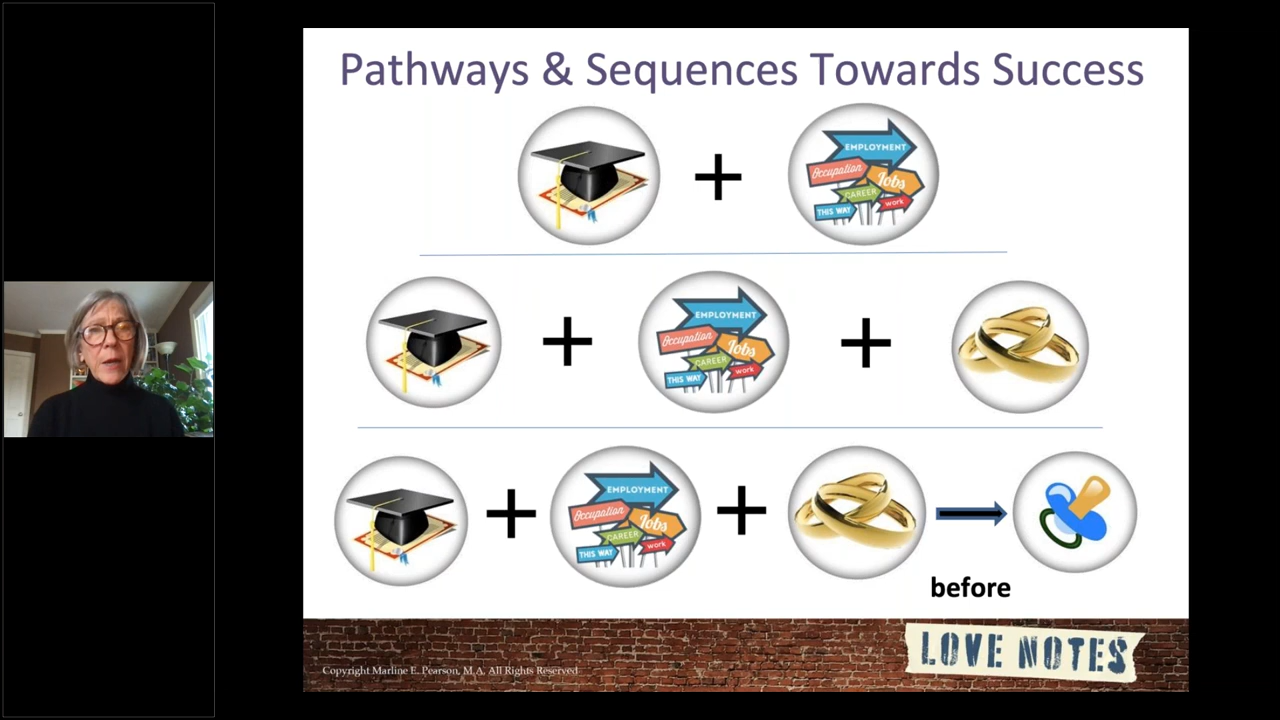 Pathways & Sequences Towards Success
+
EMPLOYMENT
Occupation
Jobs
CAREER
THIS WAY
work
+
EMPLOYMENT
Occupation
Jobs
CAREER
THIS WAY
work
+
+
EMPLOYMENT
Occupation
Jobs
CAREER
THIS WAY
work
+
before
LOVE NOTES
Copyright Marline E. Pearson, M.A. All Rights Reserved